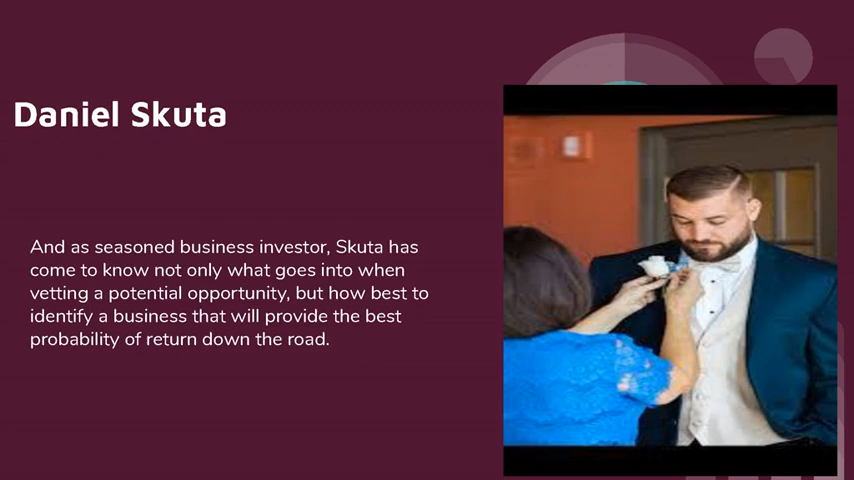 Daniel Skuta
And as seasoned business investor, Skuta has
come to know not only what goes into when
vetting a potential opportunity, but how best to
identify a business that will provide the best
probability of return down the road.